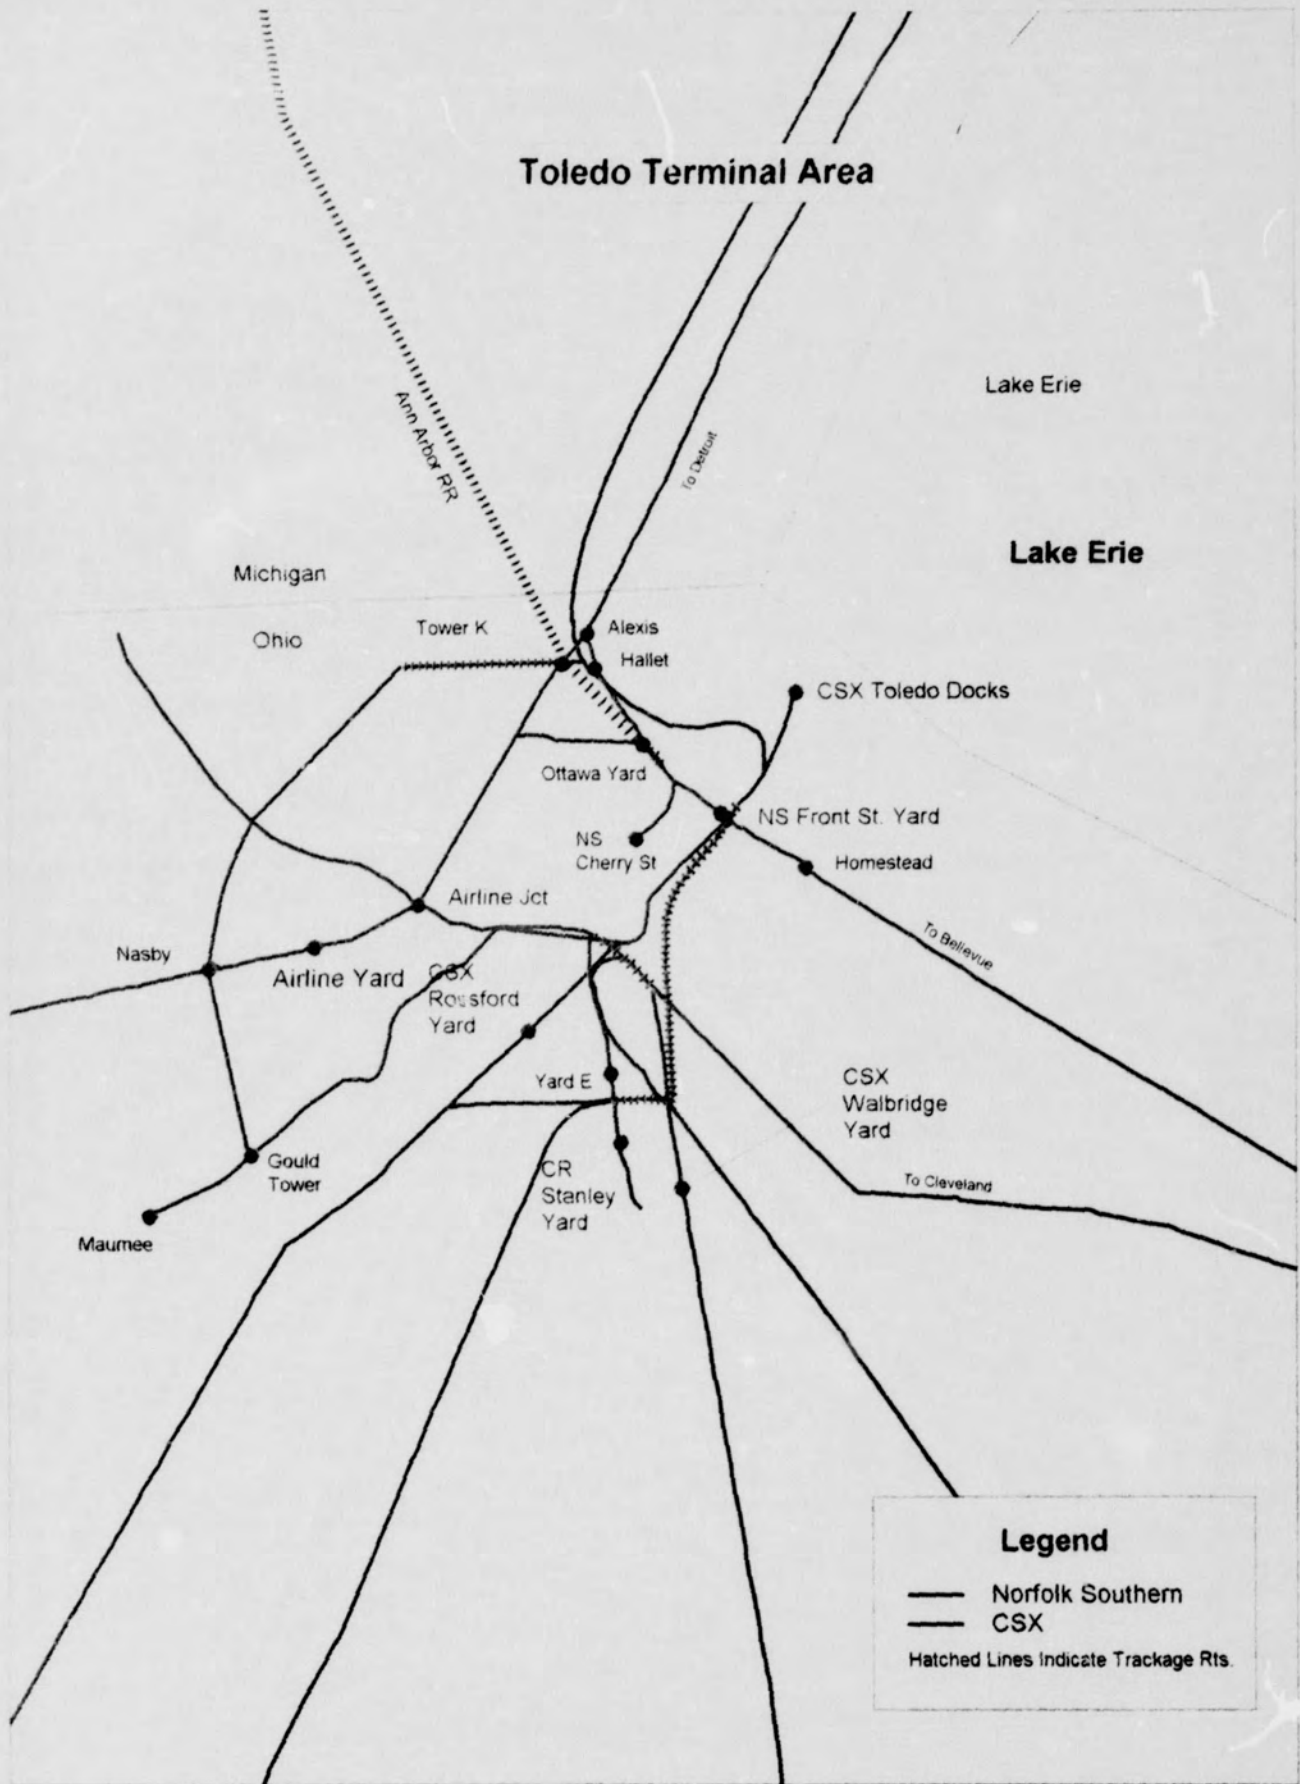 Toledo Terminal Area
Lake Erie
Ann Arbor RR
To Detroit
Lake Erie
Michigan
Ohio
Tower K
Alexis
Hallet
CSX Toledo Docks
Ottawa Yard
NS Front St. Yard
NS
Cherry St
Homestead
Airline Jct
To Bellevue
Nasby
Airline Yard
CSX
Rossford
Yard
Yard E
CSX
Walbridge
Yard
Gould
Tower
CR
Stanley
Yard
To Cleveland
Maumee
Legend
Norfolk Southern
CSX
Hatched Lines Indicate Trackage Rts.